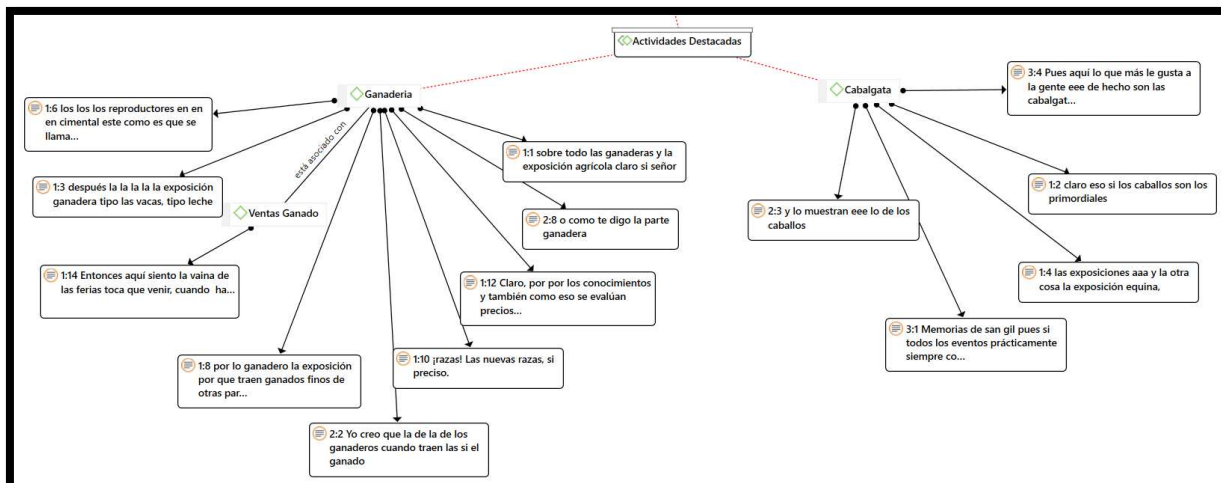 Actividades Destacadas
Ganaderia
Cabalgata
3:4 Pues aquí lo que más le gusta a
la gente eee de hecho son las
cabalgat...
1:6 los los los reproductores en en
en cimental este como es que se
llama...
está asociado con
1:1 sobre todo las ganaderas y la
exposición agrícola claro si señor
1:3 después la la la la la exposición
ganadera tipo las vacas, tipo leche
1:2 claro eso si los caballos son los
primordiales
Ventas Ganado
2:8 o como te digo la parte
ganadera
2:3 y lo muestran eee lo de los
caballos
1:14 Entonces aquí siento la vaina de
las ferias toca que venir, cuando ha...
1:12 Claro, por por los conocimientos
y también como eso se evalúan
precios...
1:4 las exposiciones aaa y la otra
cosa la exposición equina,
3:1 Memorias de san gil pues si
todos los eventos prácticamente
siempre co...
1:8 por lo ganadero la exposición
por que traen ganados finos de
otras par...
1:10 ¡razas! Las nuevas razas, si
preciso.
2:2 Yo creo que la de la de los
ganaderos cuando traen las si el
ganado